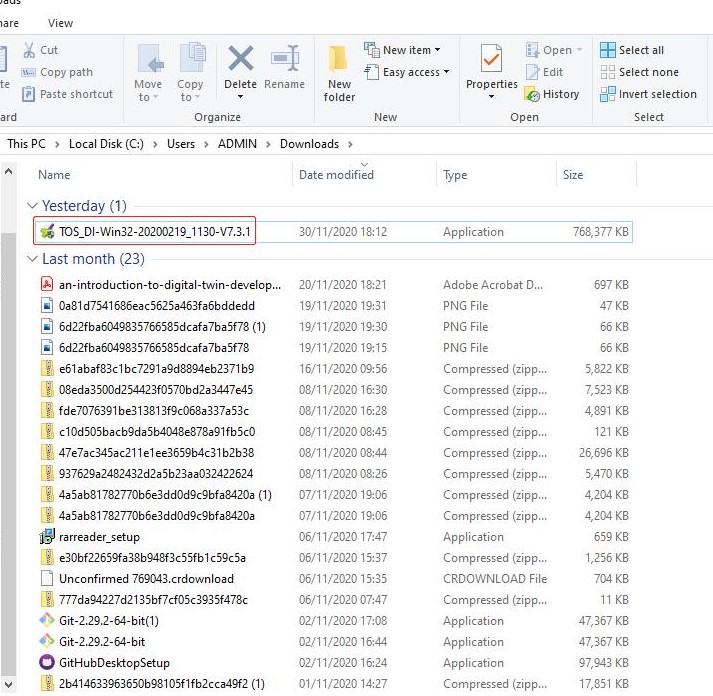 oads
hare View
Cut
Copy path
te Paste shortcut
Move to Copy to Delete Rename
New folder
New item
Easy access
Properties
Open
Edit
History
Select all
Select none
Invert selection
ard Organize New Open Select
This PC > Local Disk (C:) > Users > ADMIN > Downloads >
Name Date modified Type Size
Yesterday (1)
TOS_DI-Win32-20200219_1130-V7.3.1 30/11/2020 18:12 Application 768,377 KB
Last month (23)
an-introduction-to-digital-twin-develop... 20/11/2020 18:21 Adobe Acrobat D... 697 KB
0a81d7541686eac5625a463fa6bddedd 19/11/2020 19:31 PNG File 47 KB
6d22fba6049835766585dcafa7ba5f78 (1) 19/11/2020 19:30 PNG File 66 KB
6d22fba6049835766585dcafa7ba5f78 19/11/2020 19:15 PNG File 66 KB
e61abaf83c1bc7291a9d8894eb2371b9 16/11/2020 09:56 Compressed (zipp... 5,822 KB
08eda3500d254423f0570bd2a3447e45 08/11/2020 16:30 Compressed (zipp... 7,523 KB
fde7076391be313813f9c068a337a53c 08/11/2020 16:28 Compressed (zipp... 4,891 KB
c10d505bacb9da5b4048e878a91fb5c0 08/11/2020 08:45 Compressed (zipp... 121 KB
47e7ac345ac211e1ee3659b4c31b2b38 08/11/2020 08:44 Compressed (zipp... 26,696 KB
937629a2482432d2a5b23aa032422624 08/11/2020 08:26 Compressed (zipp... 5,470 KB
4a5ab81782770b6e3dd0d9c9bfa8420a (1) 07/11/2020 19:06 Compressed (zipp... 4,204 KB
4a5ab81782770b6e3dd0d9c9bfa8420a 07/11/2020 19:06 Compressed (zipp... 4,204 KB
rarreader_setup 06/11/2020 17:47 Application 659 KB
e30bf22659fa38b948f3c55fb1c59c5a 06/11/2020 15:37 Compressed (zipp... 1,256 KB
Unconfirmed 769043.crdownload 06/11/2020 15:35 CRDOWNLOAD File 704 KB
777da94227d2135bf7cf05c3935f478c 06/11/2020 07:47 Compressed (zipp... 11 KB
Git-2.29.2-64-bit(1) 02/11/2020 17:08 Application 47,367 KB
Git-2.29.2-64-bit 02/11/2020 16:44 Application 47,367 KB
GitHubDesktopSetup 02/11/2020 16:24 Application 97,943 KB
2b414633963650b98105f1fb2cca49f2 (1) 01/11/2020 14:27 Compressed (zipp... 17,851 KB